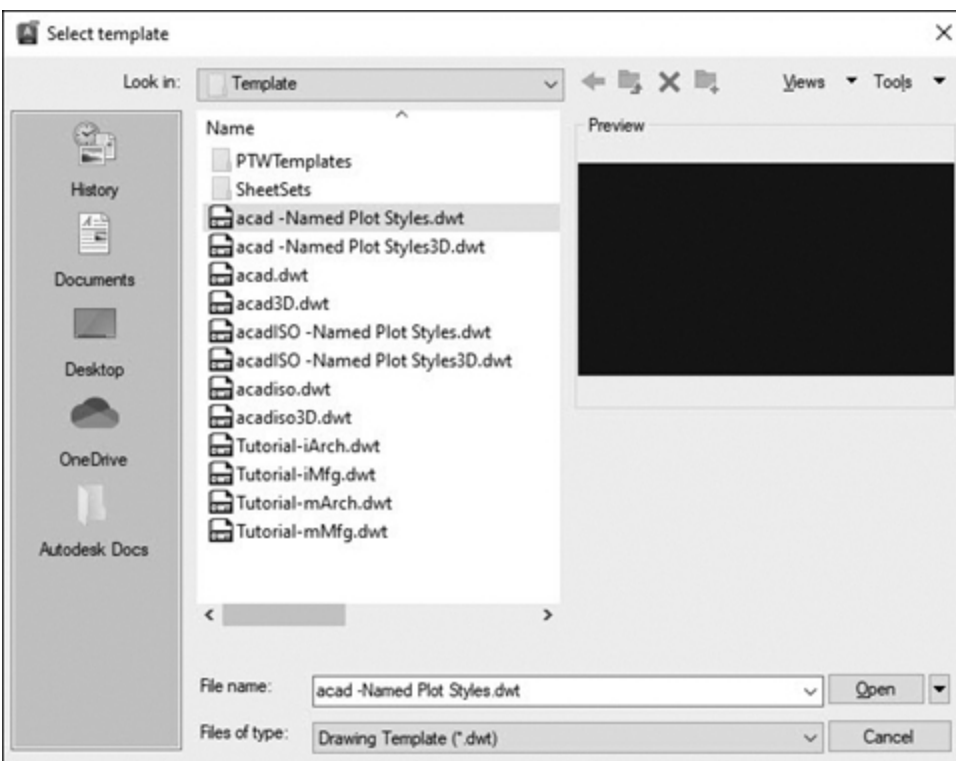 Select template
Look in: Template Views Tools
History
Documents
Desktop
OneDrive
Autodesk Docs
Name
PTWTemplates
SheetSets
acad -Named Plot Styles.dwt
acad -Named Plot Styles3D.dwt
acad.dwt
acad3D.dwt
acadISO -Named Plot Styles.dwt
acadISO -Named Plot Styles3D.dwt
acadiso.dwt
acadiso3D.dwt
Tutorial-iArch.dwt
Tutorial-iMfg.dwt
Tutorial-mArch.dwt
Tutorial-mMfg.dwt
Preview
File name: acad -Named Plot Styles.dwt Open
Files of type: Drawing Template (*.dwt) Cancel